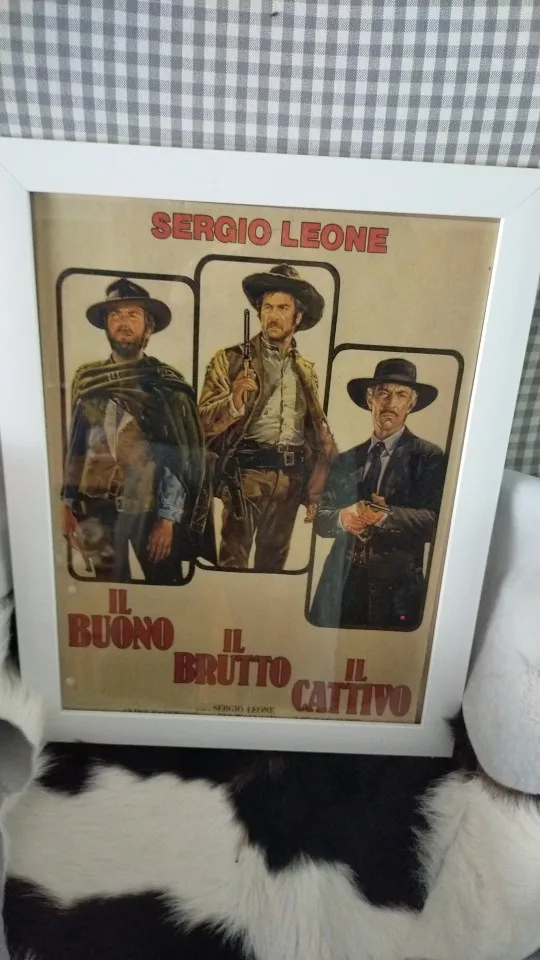 SERGIO LEONE
IL
BUONO
IL
BRUTTO
IL
CATTIVO
SERGIO LEONE